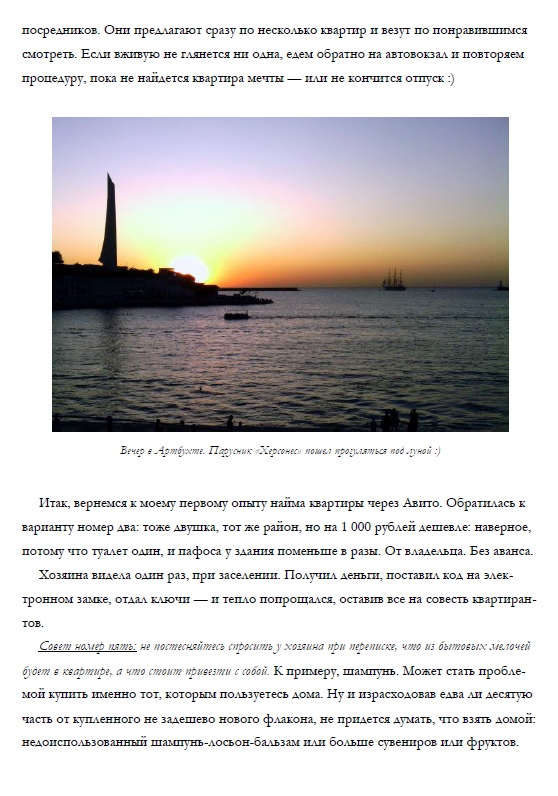 посредников. Они предлагают сразу по несколько квартир и везут по понравившимся
смотреть. Если вживую не глянется ни одна, едем обратно на автовокзал и повторяем
процедуру, пока не найдется квартира мечты — или не кончится отпуск :)
Вечер в Артбухте. Парусник «Херсонес» пошел прогуляться под луной :)
Итак, вернемся к моему первому опыту найма квартиры через Авито. Обратилась к
варианту номер два: тоже двушка, тот же район, но на 1 000 рублей дешевле: наверное,
потому что туалет один, и пафоса у здания поменьше в разы. От владельца. Без аванса.
Хозяина видела один раз, при заселении. Получил деньги, поставил код на элек-
тронном замке, отдал ключи — и тепло попрощался, оставив все на совесть квартиран-
тов.
Совет номер пять: не постесняйтесь спросить у хозяина при переписке, что из бытовых мелочей
будет в квартире, а что стоит привезти с собой. К примеру, шампунь. Может стать пробле-
мой купить именно тот, которым пользуетесь дома. Ну и израсходовав едва ли десятую
часть от купленного не задешево нового флакона, не придется думать, что взять домой:
недоиспользованный шампунь-лосьон-бальзам или больше сувениров или фруктов.